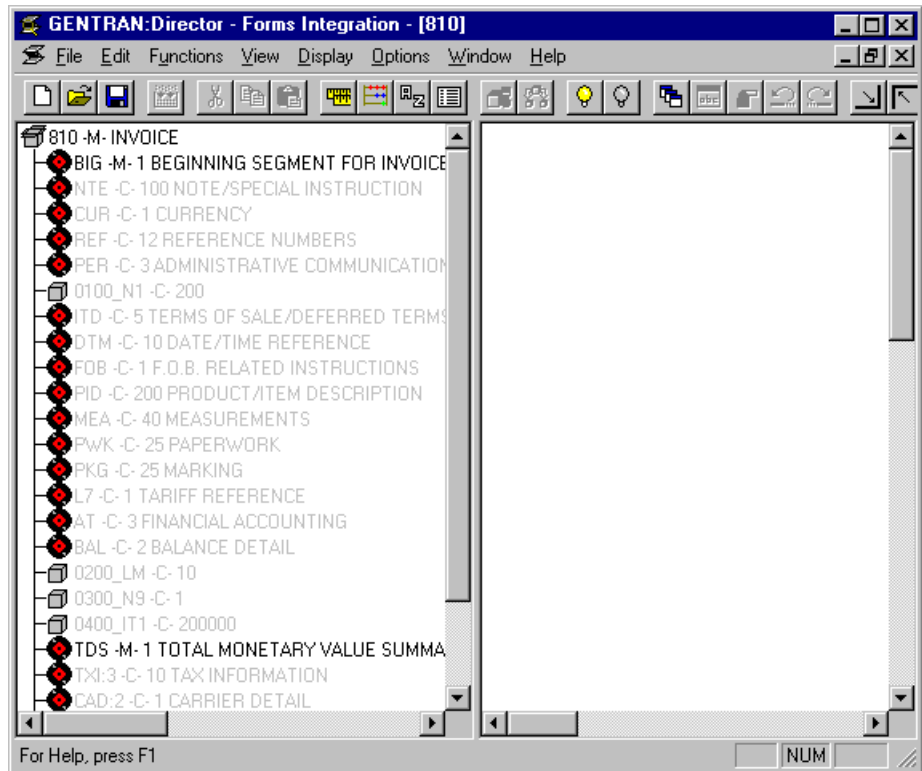 GENTRAN:Director - Forms Integration - [810]
File Edit Functions View Display Options Window Help
810 -M- INVOICE
BIG -M- 1 BEGINNING SEGMENT FOR INVOICE
NTE -C- 100 NOTE/SPECIAL INSTRUCTION
CUR -C- 1 CURRENCY
REF -C- 12 REFERENCE NUMBERS
PER -C- 3 ADMINISTRATIVE COMMUNICATION
0100_N1 -C- 200
ITD -C- 5 TERMS OF SALE/DEFERRED TERMS
DTM -C- 10 DATE/TIME REFERENCE
FOB -C- 1 F.O.B. RELATED INSTRUCTIONS
PID -C- 200 PRODUCT/ITEM DESCRIPTION
MEA -C- 40 MEASUREMENTS
PWK -C- 25 PAPERWORK
PKG -C- 25 MARKING
L7 -C- 1 TARIFF REFERENCE
AT -C- 3 FINANCIAL ACCOUNTING
BAL -C- 2 BALANCE DETAIL
0200_LM -C- 10
0300_N9 -C- 1
0400_IT1 -C- 200000
TDS -M- 1 TOTAL MONETARY VALUE SUMMA
TXI:3 -C- 10 TAX INFORMATION
CAD:2 -C- 1 CARRIER DETAIL
For Help, press F1
NUM